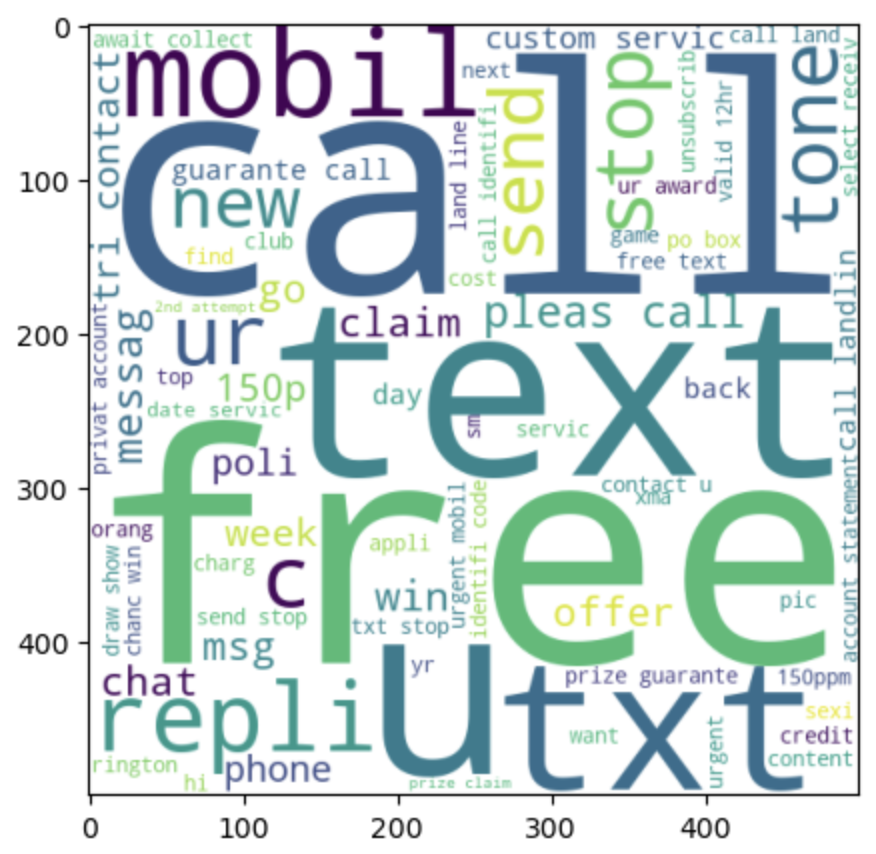 0
100
200
300
400
0
100
200
300
400
await collect
mobil
custom servic
call land
contact
next
call
send
stop
unsubscrib
valid 12hr
tone
select receiv
guarante call
land line
call identifi
ur award
new
club
find
game
po box
free text
cost
go
tri
2nd attempt
privat account
messag
ur
claim
pleas call
text
top
150p
day
back
call landlin
date servic
sm
servic
free
poli
contact u
xma
orang
week
appli
urgent mobil
identifi code
account statement
draw show
chanc win
charg
c
win
offer
pic
send stop
txt stop
msg
u
yr
prize guarante
150ppm
chat
repli
txt
sexi
want
urgent
credit
content
rington
phone
hi
prize claim